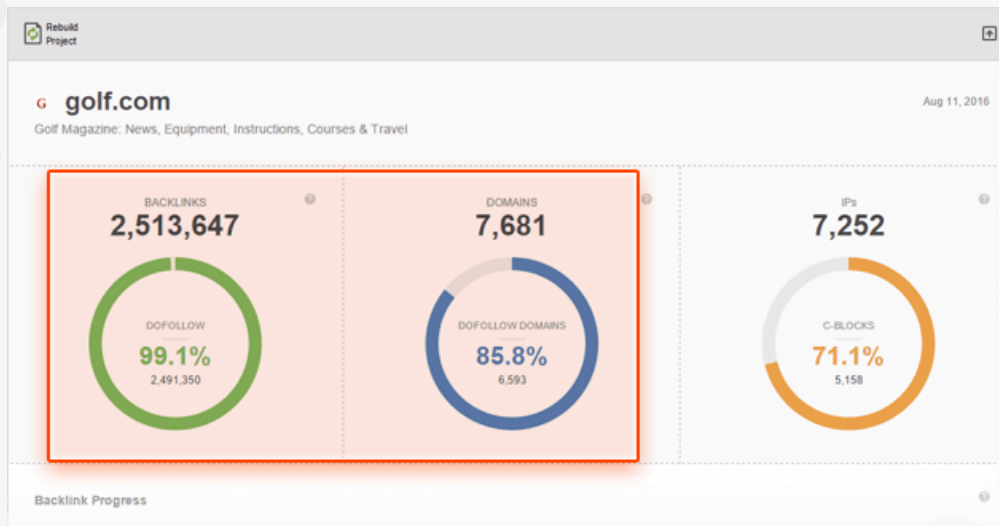 Rebuild
Project
G golf.com
Aug 11, 2016
Golf Magazine: News, Equipment, Instructions, Courses & Travel
BACKLINKS
2,513,647
DOFOLLOW
99.1%
2,491,350
DOMAINS
7,681
DOFOLLOW DOMAINS
85.8%
6,593
IPs
7,252
C-BLOCKS
71.1%
5,158
Backlink Progress